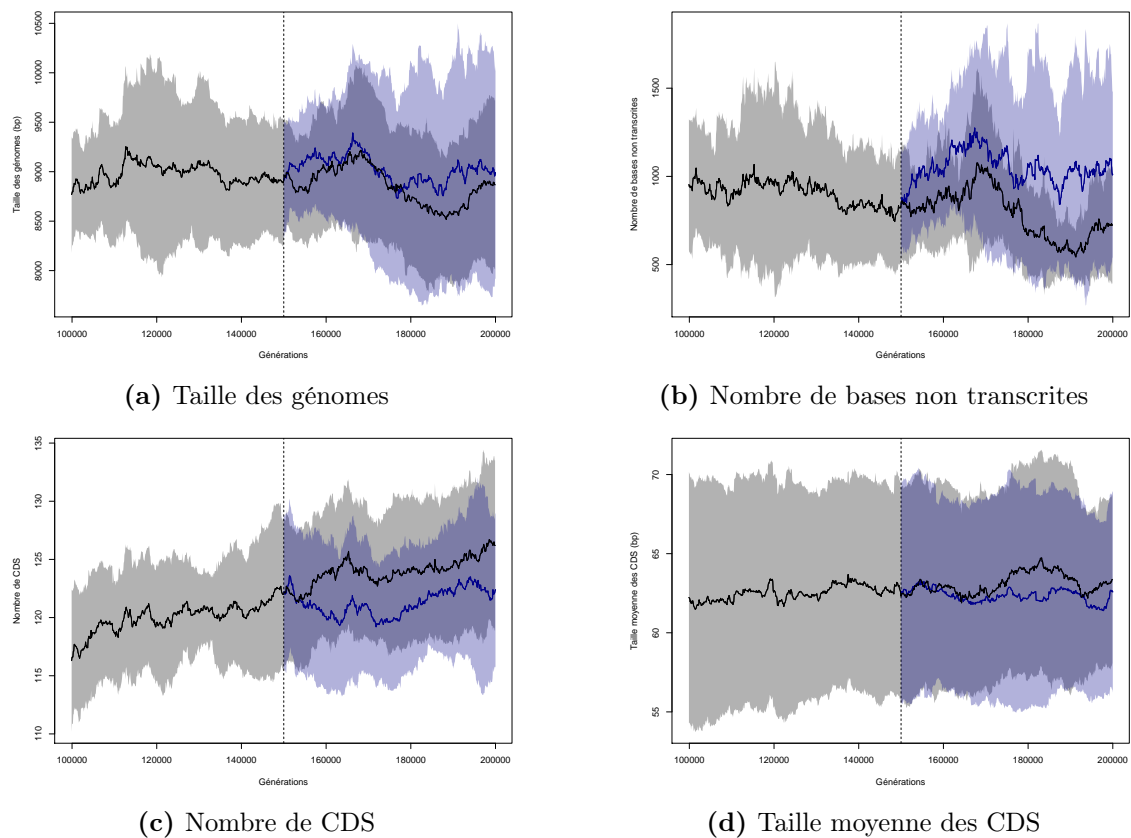 Taille des génomes (bp)
8000 8500 9000 9500 10000 10500
100000 120000 140000 160000 180000 200000
Générations
(a) Taille des génomes
Nombre de bases non transcrites
500 1000 1500
100000 120000 140000 160000 180000 200000
Générations
(b) Nombre de bases non transcrites
Nombre de CDS
110 115 120 125 130 135
100000 120000 140000 160000 180000 200000
Générations
(c) Nombre de CDS
Taille moyenne des CDS (bp)
55 60 65 70
100000 120000 140000 160000 180000 200000
Générations
(d) Taille moyenne des CDS